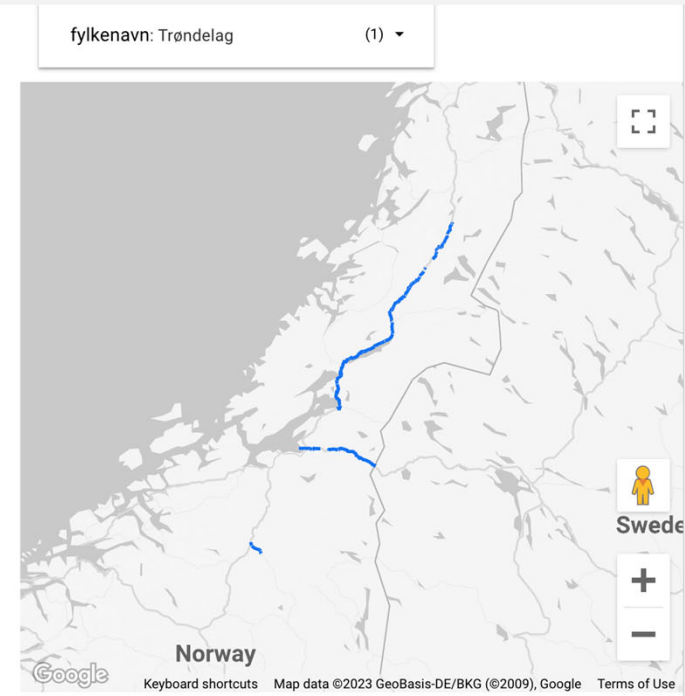 fylkenavn: Trøndelag (1)
Swede
Norway
Google
Keyboard shortcuts Map data ©2023 GeoBasis-DE/BKG (©2009), Google Terms of Use